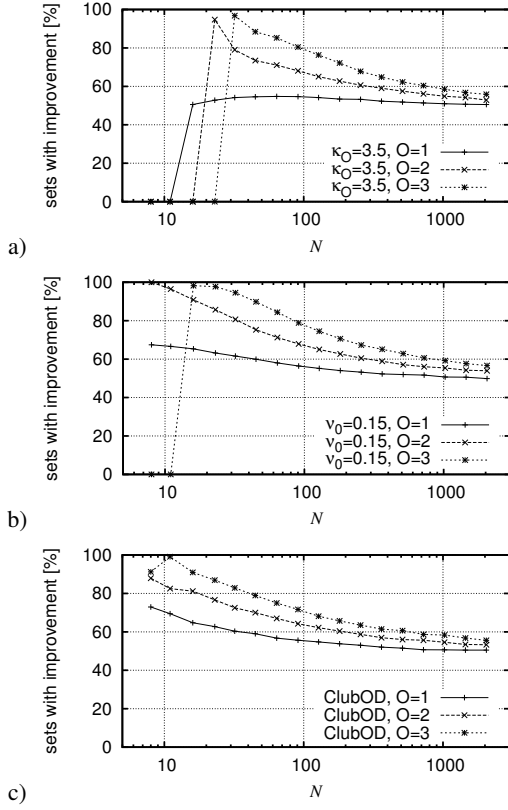 sets with improvement [%]
100
80
60
40
20
0
κO=3.5, O=1
κO=3.5, O=2
κO=3.5, O=3
10
100
1000
N
a)
sets with improvement [%]
100
80
60
40
20
0
ν0=0.15, O=1
ν0=0.15, O=2
ν0=0.15, O=3
10
100
1000
N
b)
sets with improvement [%]
100
80
60
40
20
0
ClubOD, O=1
ClubOD, O=2
ClubOD, O=3
10
100
1000
N
c)